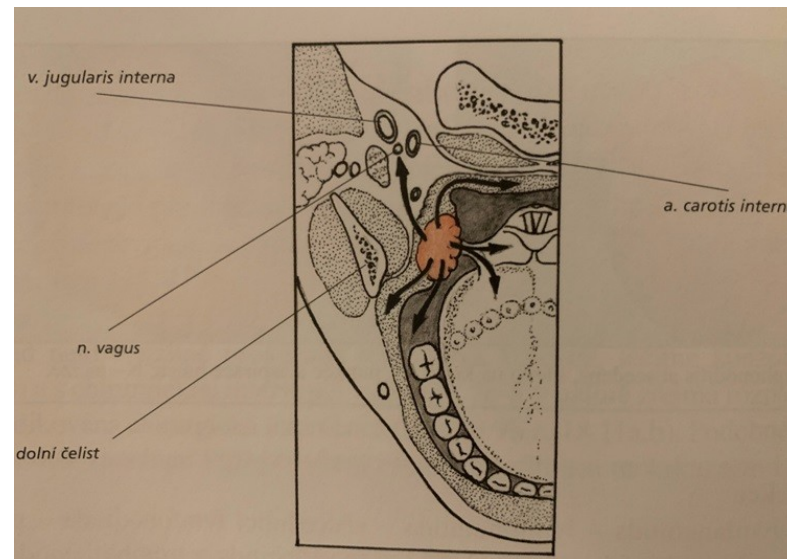 v. jugularis interna
a. carotis intern
n. vagus
dolní čelist